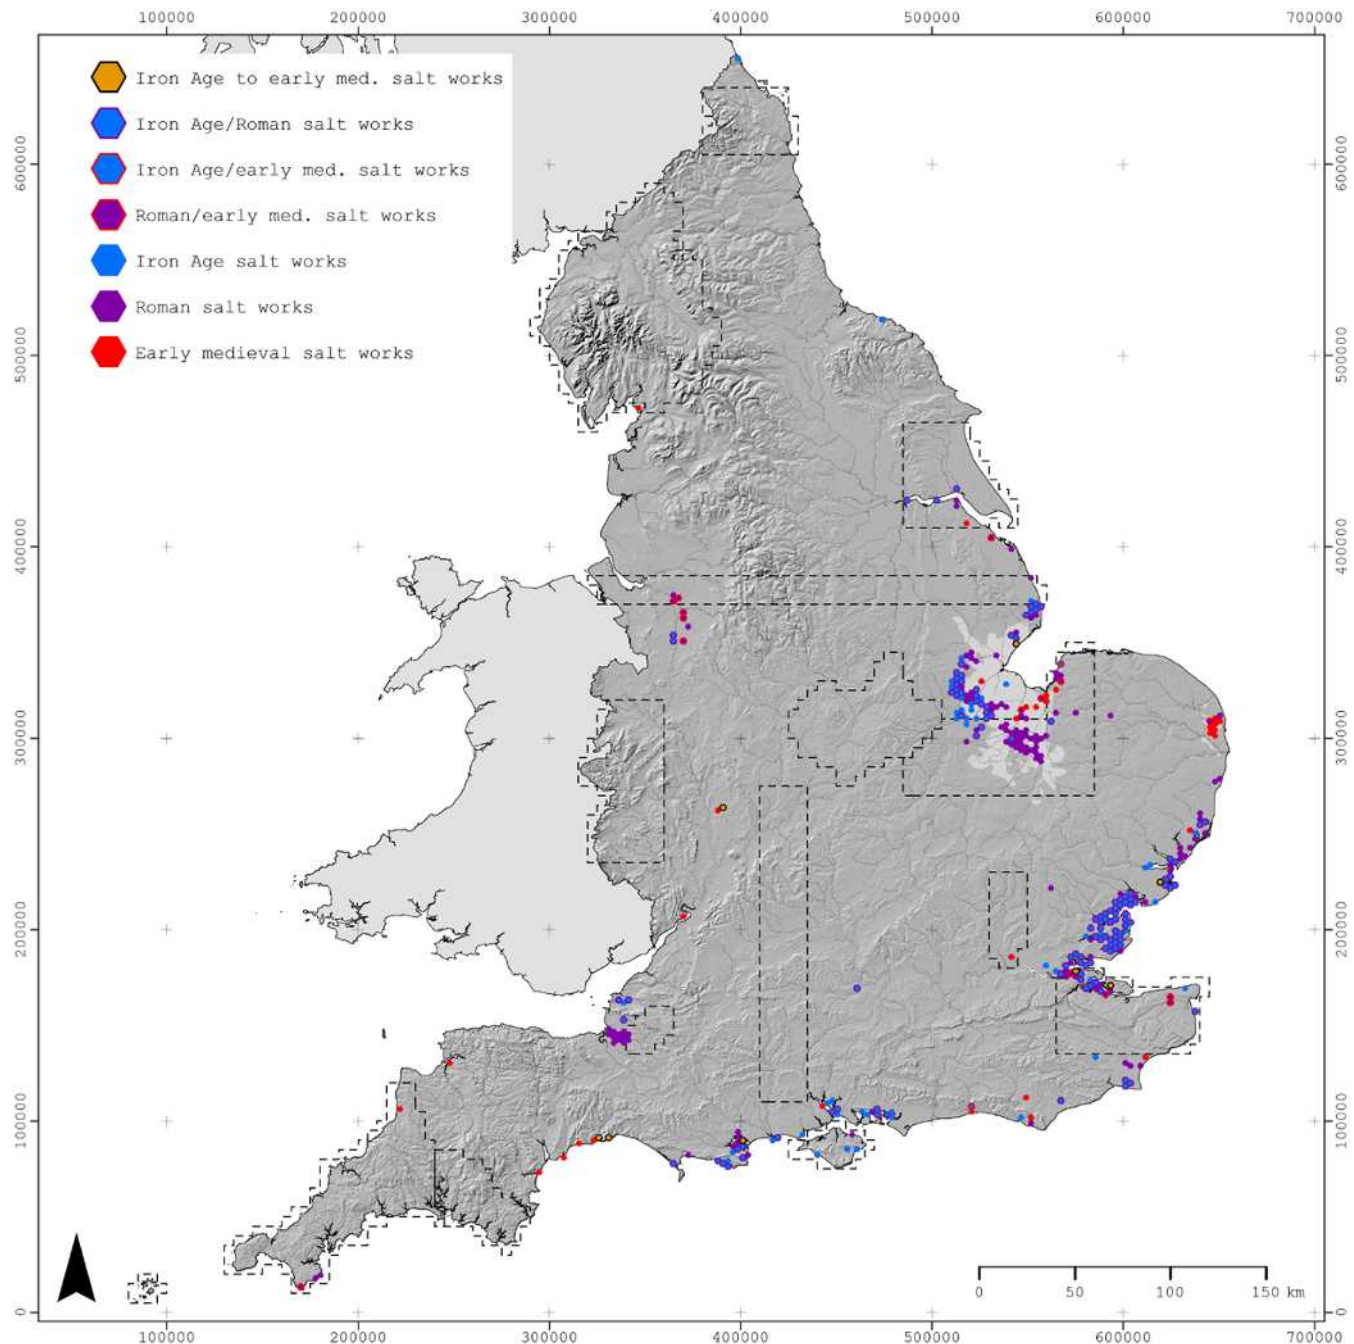 100000 200000 300000 400000 500000 600000 700000
Iron Age to early med. salt works
Iron Age/Roman salt works
Iron Age/early med. salt works
Roman/early med. salt works
Iron Age salt works
Roman salt works
Early medieval salt works
600000 600000
500000 500000
400000 400000
300000 300000
200000 200000
100000 100000
0 50 100 150 km
0 0
100000 200000 300000 400000 500000 600000 700000